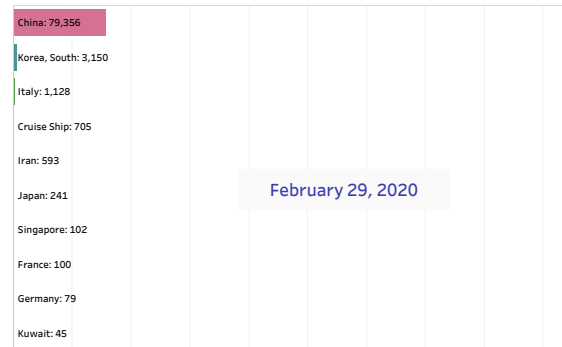 China: 79,356
Korea, South: 3,150
Italy: 1,128
Cruise Ship: 705
Iran: 593
February 29, 2020
Japan: 241
Singapore: 102
France: 100
Germany: 79
Kuwait: 45